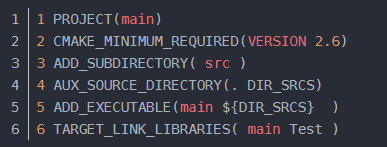 1 1 PROJECT(main)
2 2 CMAKE_MINIMUM_REQUIRED(VERSION 2.6)
3 3 ADD_SUBDIRECTORY( src )
4 4 AUX_SOURCE_DIRECTORY(. DIR_SRCS)
5 5 ADD_EXECUTABLE(main ${DIR_SRCS}  )
6 6 TARGET_LINK_LIBRARIES( main Test )